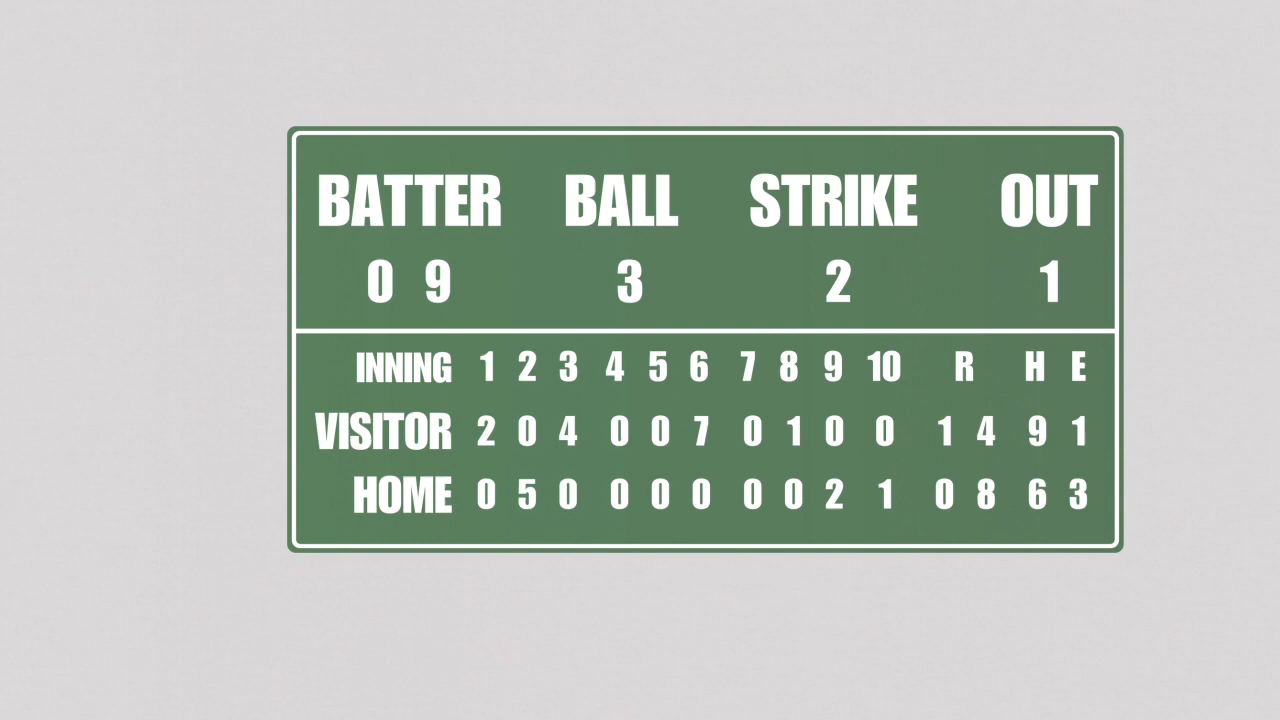 BATTER BALL STRIKE OUT
0 9 3 2 1
INNING 1 2 3 4 5 6 7 8 9 10 R H E
VISITOR 2 0 4 0 0 7 0 1 0 0 1 4 9 1
HOME 0 5 0 0 0 0 0 0 2 1 0 8 6 3